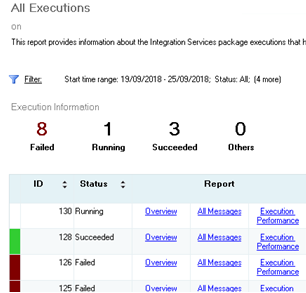 All Executions
on
This report provides information about the Integration Services package executions that h
Filter: Start time range: 19/09/2018 - 25/09/2018; Status: All; (4 more)
Execution Information
8 1 3 0
Failed Running Succeeded Others
ID Status Report
130 Running Overview All Messages Execution
Performance
128 Succeeded Overview All Messages Execution
Performance
126 Failed Overview All Messages Execution
Performance
125 Failed Overview All Messages Execution